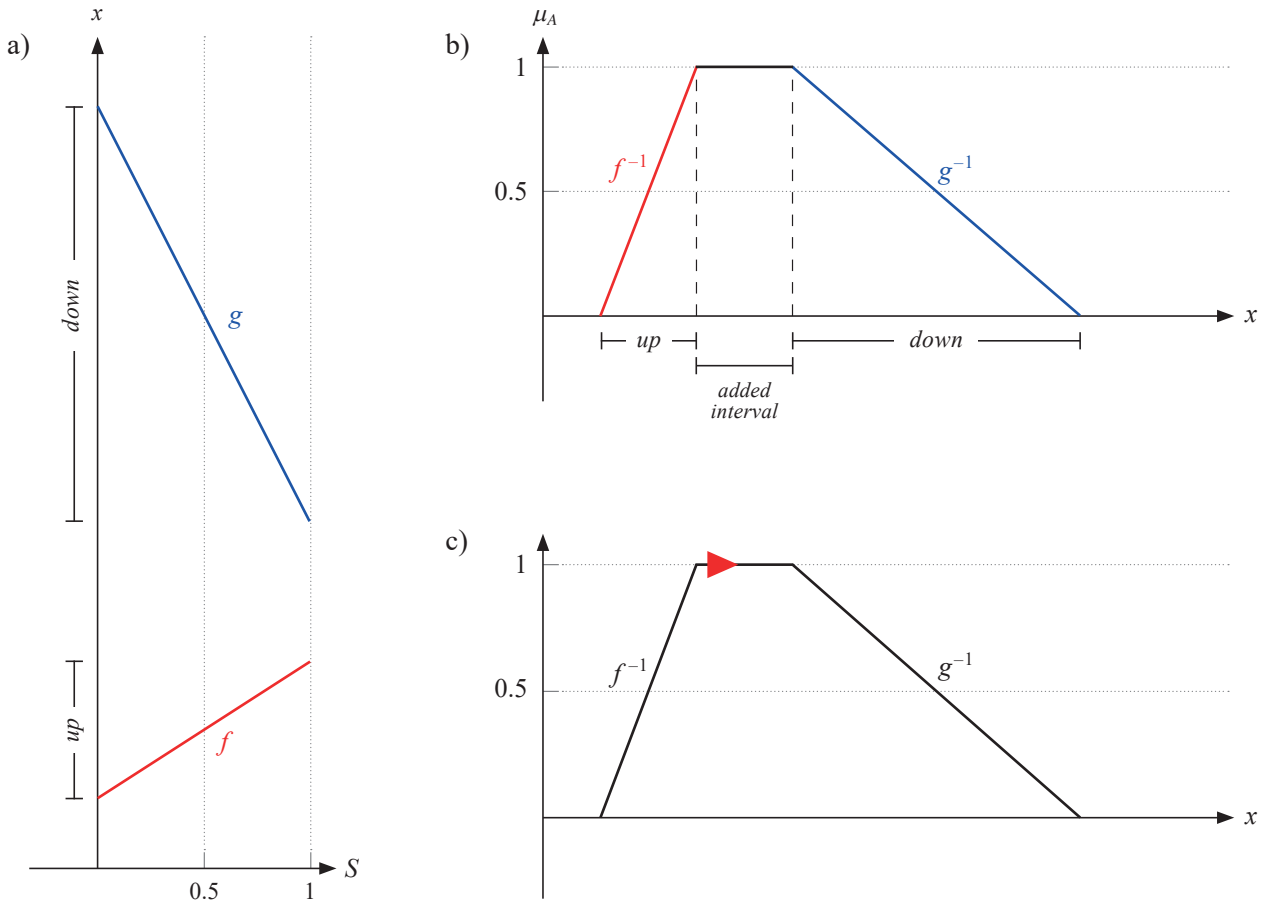 a)
x
down
g
up
f
0.5
1
S
b)
μ_A
1
0.5
f⁻¹
g⁻¹
x
up
down
added
interval
c)
1
0.5
f⁻¹
g⁻¹
x